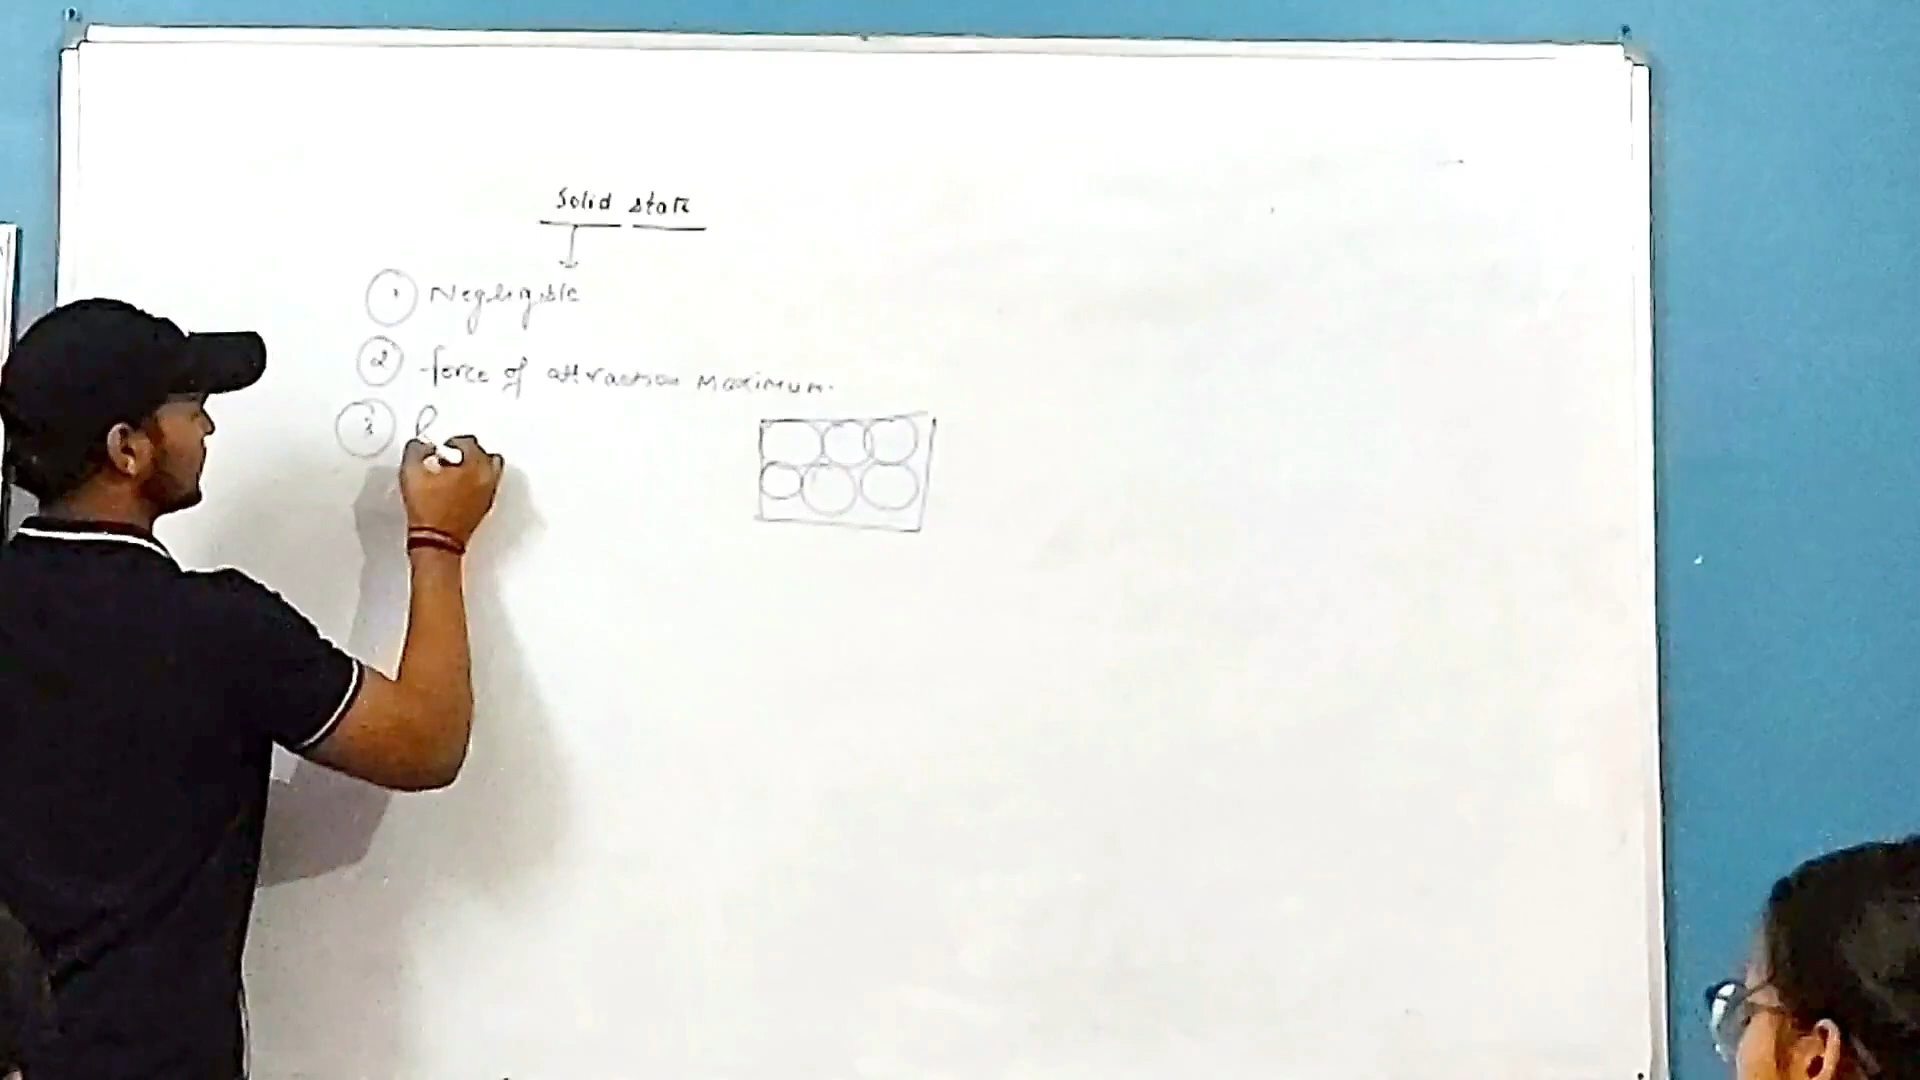 Solid state
1 Negligible
2 force of attraction Maximum.
3